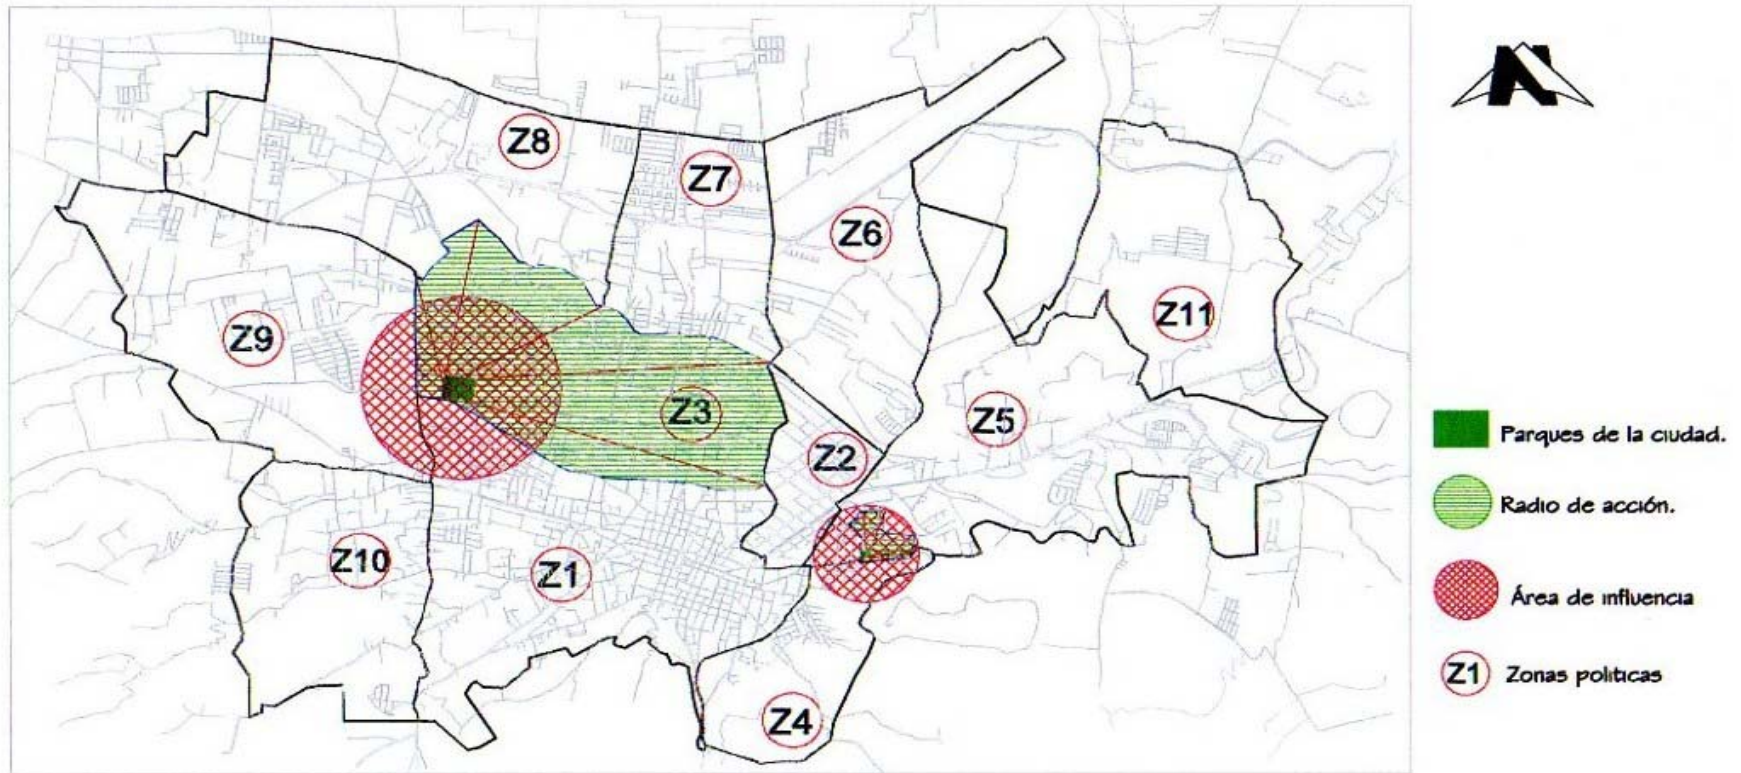 Z8
Z7
Z6
Z9
Z11
Z3
Z5
Z2
Z10
Z1
Z4
N
Parques de la ciudad.
Radio de acción.
Área de influencia
Z1 Zonas politicas